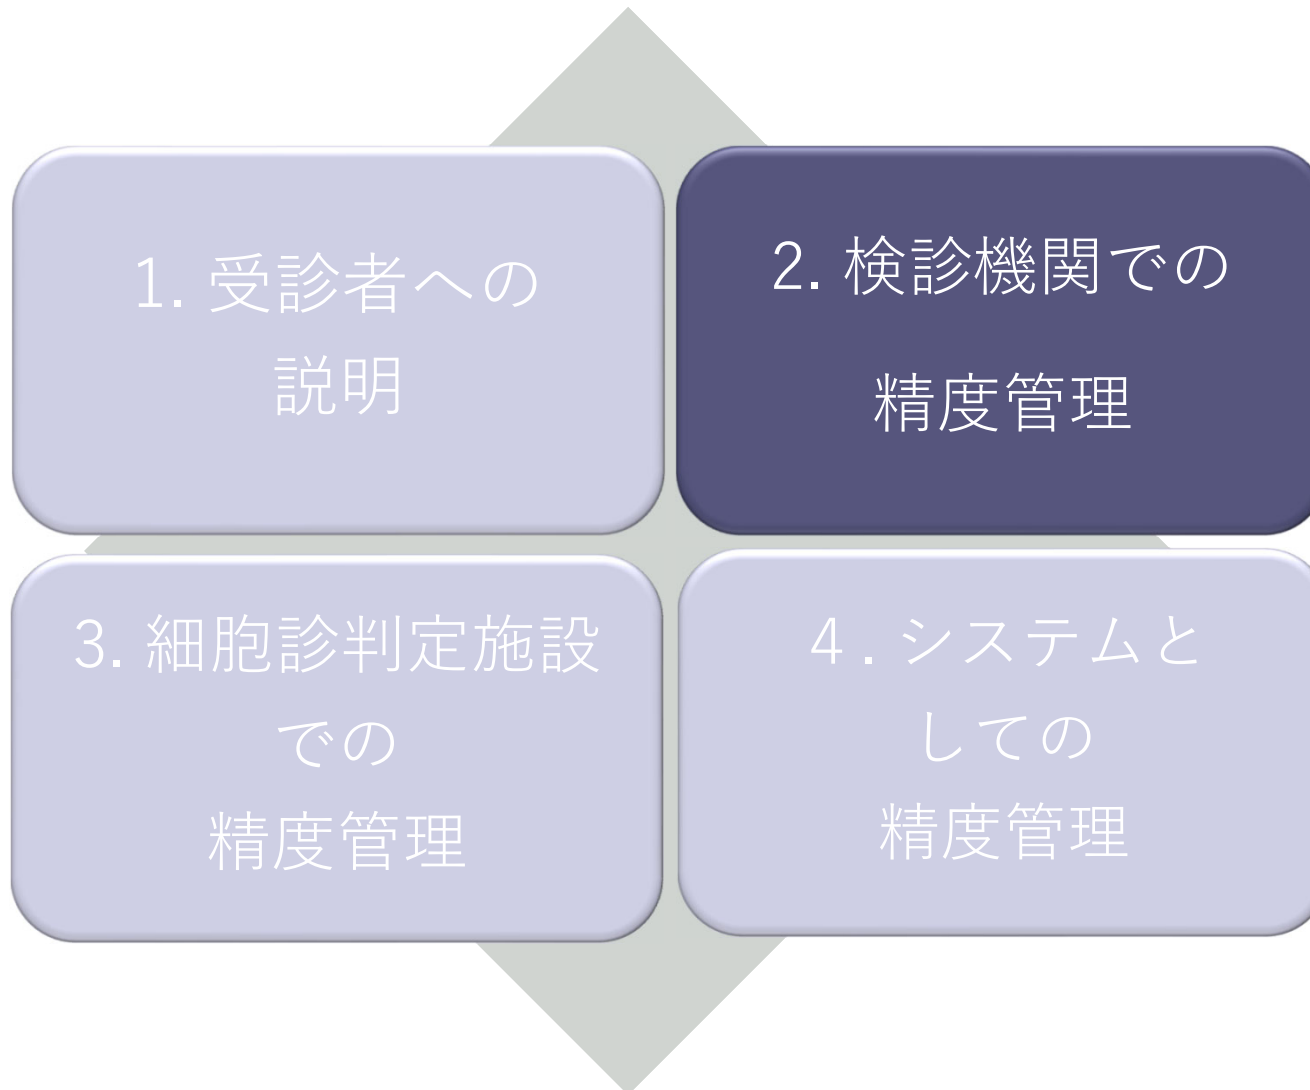 1. 受診者への
説明
2. 検診機関での
精度管理
3. 細胞診判定施設
での
精度管理
４. システムと
しての
精度管理